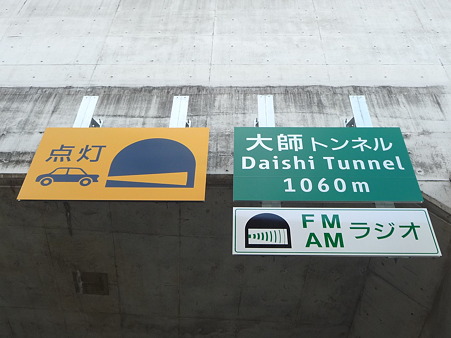 点灯
大師トンネル
Daishi Tunnel
1060m
FM
AM
ラジオ